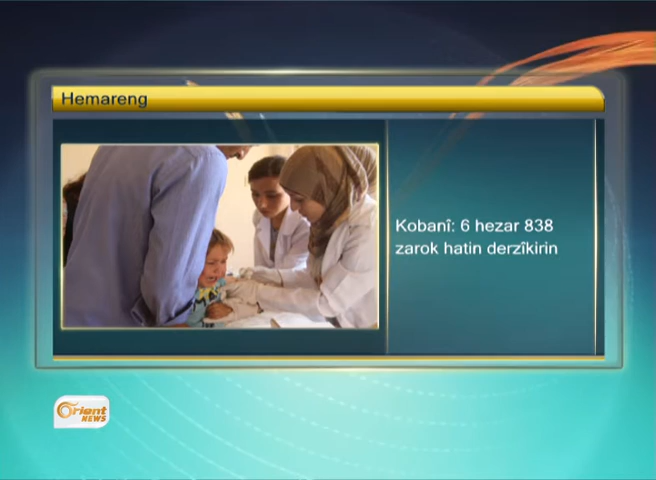 Hemareng
Kobanî: 6 hezar 838
zarok hatin derzîkirin
Orient
NEWS